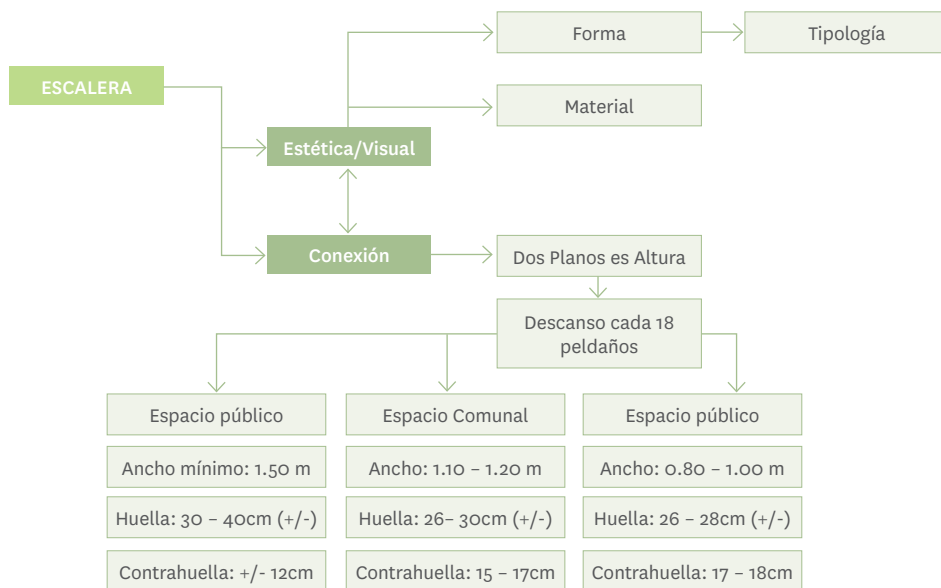 Forma
Tipología
ESCALERA
Material
Estética/Visual
Conexión
Dos Planos es Altura
Descanso cada 18
peldaños
Espacio público
Espacio Comunal
Espacio público
Ancho mínimo: 1.50 m
Ancho: 1.10 – 1.20 m
Ancho: 0.80 – 1.00 m
Huella: 30 – 40cm (+/-)
Huella: 26– 30cm (+/-)
Huella: 26 – 28cm (+/-)
Contrahuella: +/- 12cm
Contrahuella: 15 – 17cm
Contrahuella: 17 – 18cm